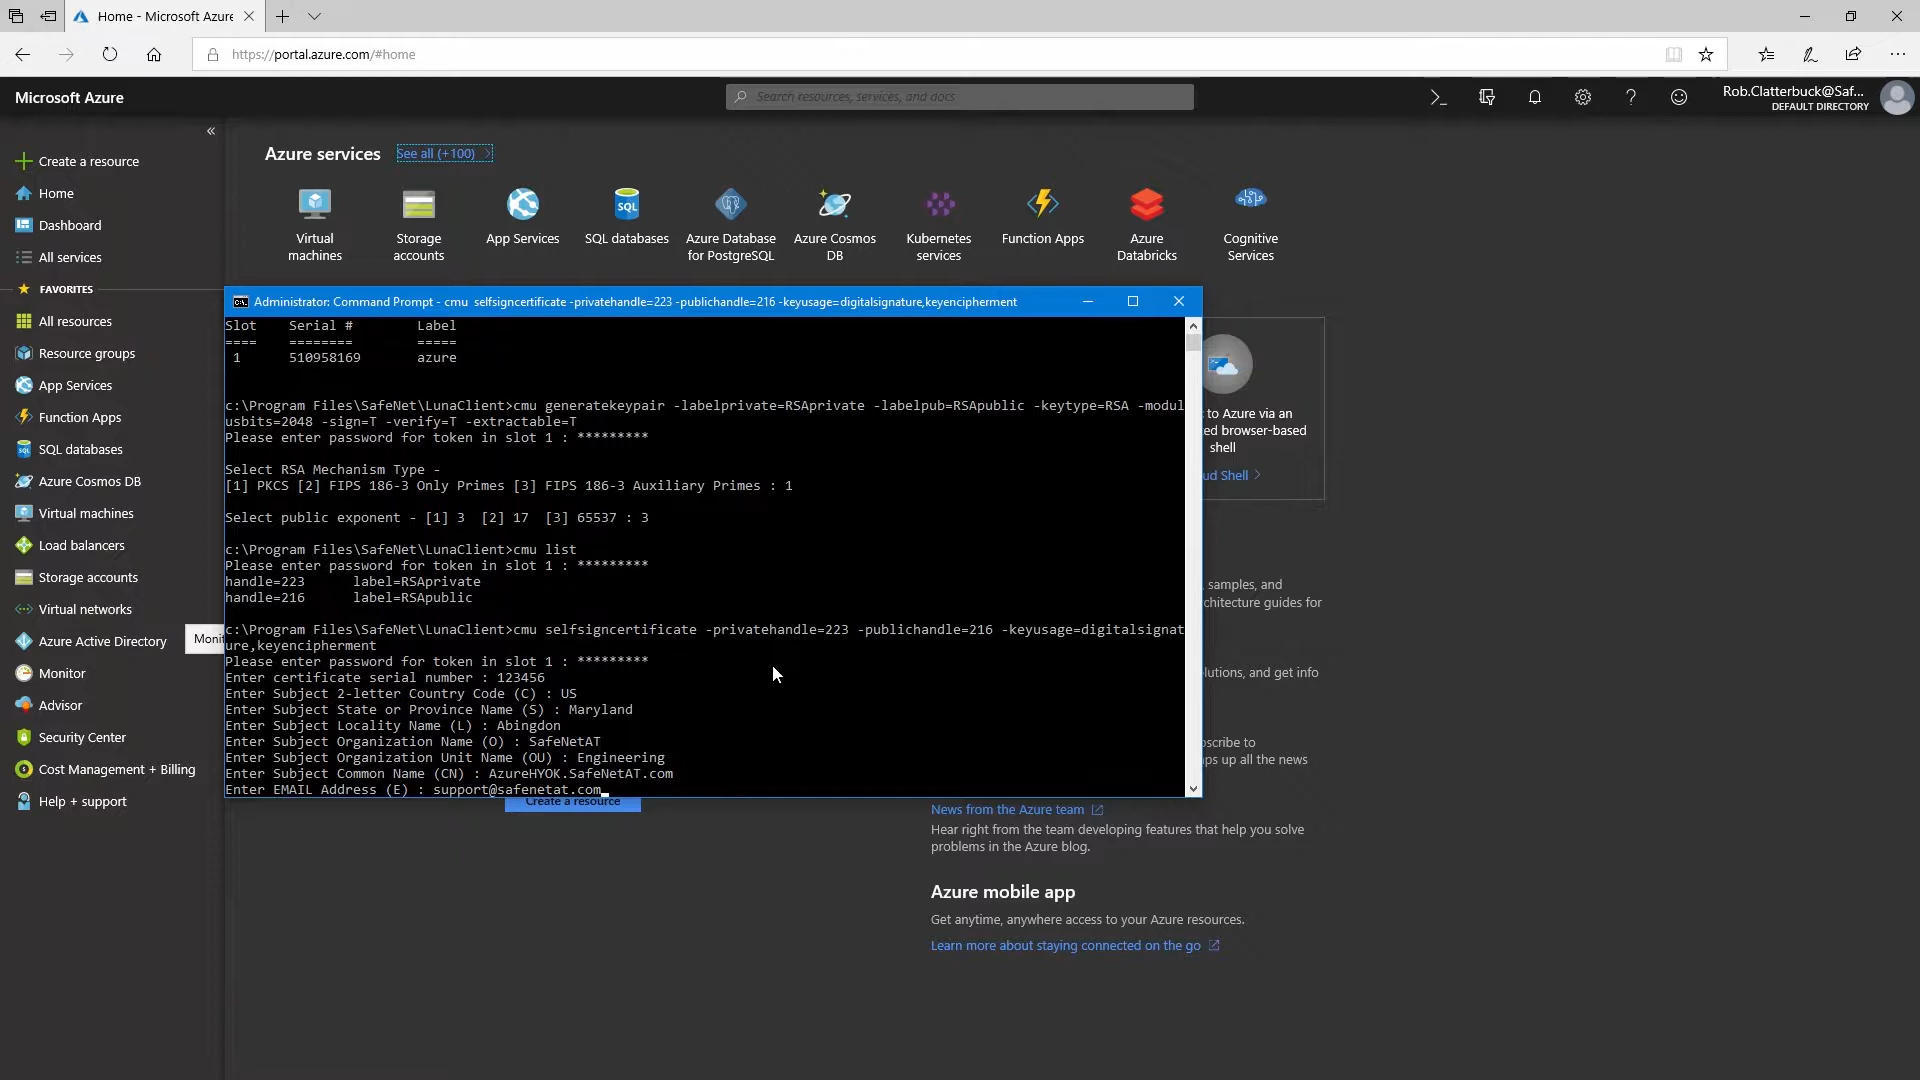 Home - Microsoft Azure
https://portal.azure.com/#home
Microsoft Azure
Search resources, services, and docs
Rob.Clatterbuck@Saf...
DEFAULT DIRECTORY
Create a resource
Home
Dashboard
All services
FAVORITES
All resources
Resource groups
App Services
Function Apps
SQL databases
Azure Cosmos DB
Virtual machines
Load balancers
Storage accounts
Virtual networks
Azure Active Directory
Monitor
Advisor
Security Center
Cost Management + Billing
Help + support
Monit
Azure services
See all (+100)
Virtual
machines
Storage
accounts
App Services
SQL
SQL databases
Azure Database
for PostgreSQL
Azure Cosmos
DB
Kubernetes
services
Function Apps
Azure
Databricks
Cognitive
Services
Administrator: Command Prompt - cmu selfsigncertificate -privatehandle=223 -publichandle=216 -keyusage=digitalsignature,keyencipherment
Slot    Serial #        Label
====    ========        =====
1      510958169       azure
c:\Program Files\SafeNet\LunaClient>cmu generatekeypair -labelprivate=RSAprivate -labelpub=RSApublic -keytype=RSA -modul
usbits=2048 -sign=T -verify=T -extractable=T
Please enter password for token in slot 1 : *********
Select RSA Mechanism Type -
[1] PKCS [2] FIPS 186-3 Only Primes [3] FIPS 186-3 Auxiliary Primes : 1
Select public exponent - [1] 3  [2] 17  [3] 65537 : 3
c:\Program Files\SafeNet\LunaClient>cmu list
Please enter password for token in slot 1 : *********
handle=223      label=RSAprivate
handle=216      label=RSApublic
c:\Program Files\SafeNet\LunaClient>cmu selfsigncertificate -privatehandle=223 -publichandle=216 -keyusage=digitalsignat
ure,keyencipherment
Please enter password for token in slot 1 : *********
Enter certificate serial number : 123456
Enter Subject 2-letter Country Code (C) : US
Enter Subject State or Province Name (S) : Maryland
Enter Subject Locality Name (L) : Abingdon
Enter Subject Organization Name (O) : SafeNetAT
Enter Subject Organization Unit Name (OU) : Engineering
Enter Subject Common Name (CN) : AzureHYOK.SafeNetAT.com
Enter EMAIL Address (E) : support@safenetat.com
Create a resource
to Azure via an
ed browser-based
shell
ud Shell
samples, and
chitecture guides for
lutions, and get info
bscribe to
ps up all the news
News from the Azure team
Hear right from the team developing features that help you solve
problems in the Azure blog.
Azure mobile app
Get anytime, anywhere access to your Azure resources.
Learn more about staying connected on the go